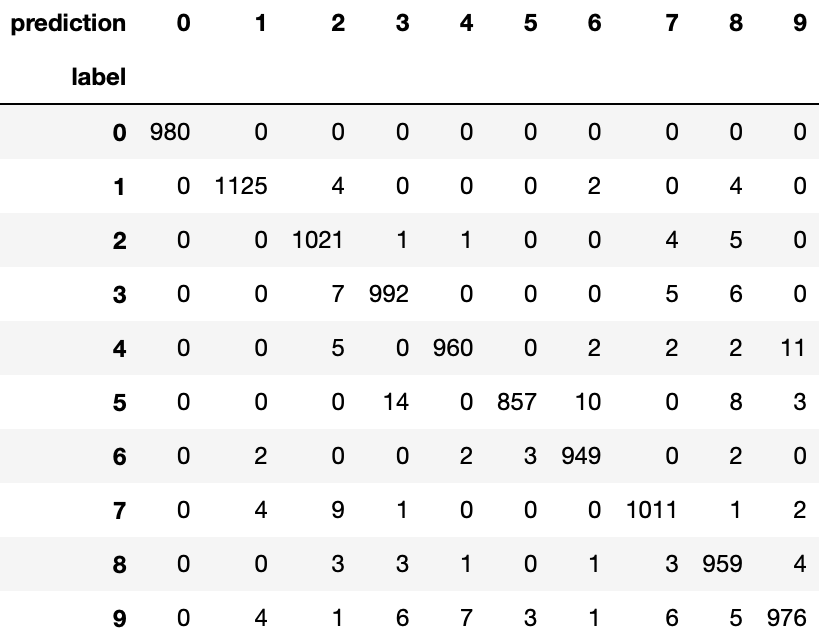 prediction 0 1 2 3 4 5 6 7 8 9
label
0 980 0 0 0 0 0 0 0 0 0
1 0 1125 4 0 0 0 2 0 4 0
2 0 0 1021 1 1 0 0 4 5 0
3 0 0 7 992 0 0 0 5 6 0
4 0 0 5 0 960 0 2 2 2 11
5 0 0 0 14 0 857 10 0 8 3
6 0 2 0 0 2 3 949 0 2 0
7 0 4 9 1 0 0 0 1011 1 2
8 0 0 3 3 1 0 1 3 959 4
9 0 4 1 6 7 3 1 6 5 976